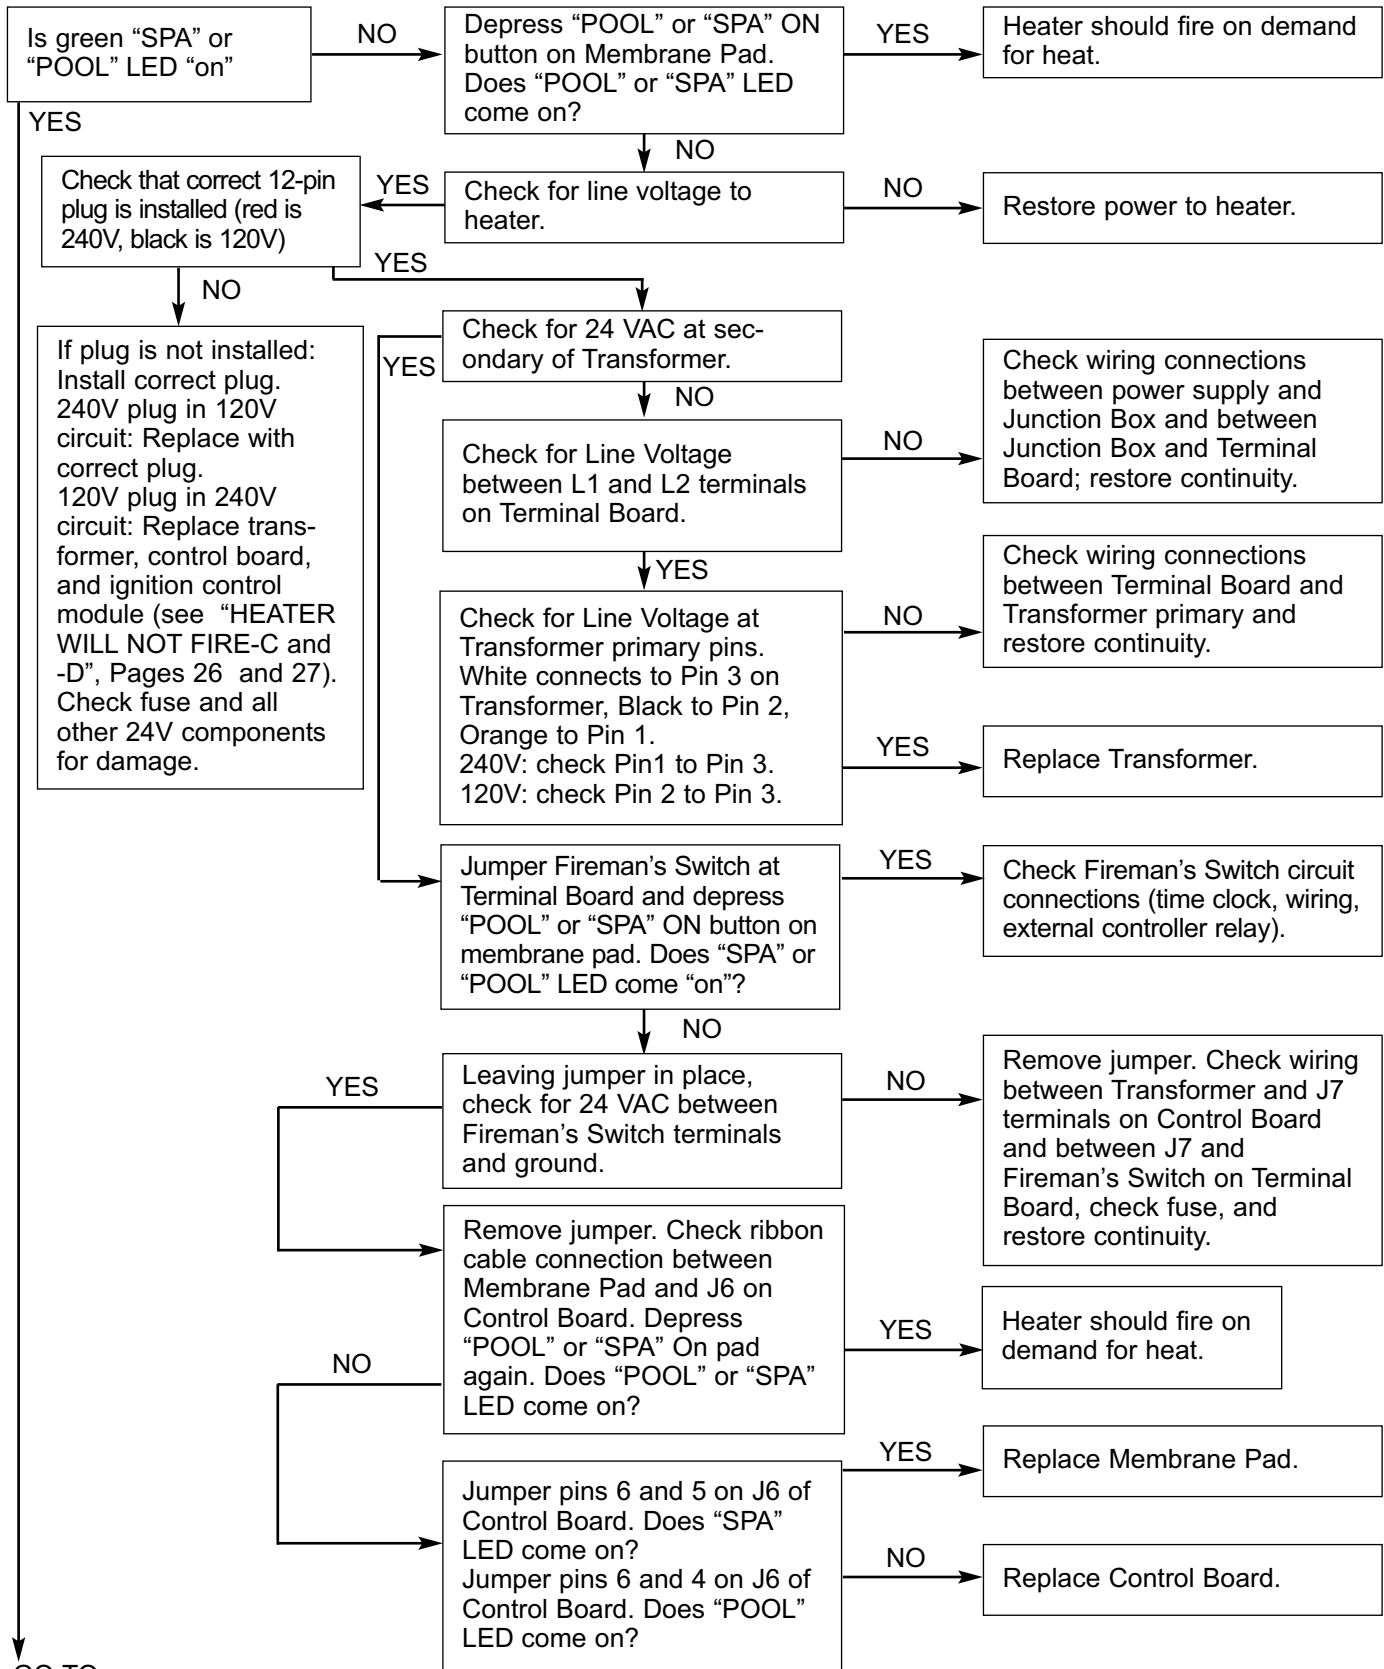 Is green “SPA” or
“POOL” LED “on”
NO
Depress “POOL” or “SPA” ON
button on Membrane Pad.
Does “POOL” or “SPA” LED
come on?
YES
Heater should fire on demand
for heat.
YES
NO
Check that correct 12-pin
plug is installed (red is
240V, black is 120V)
YES
Check for line voltage to
heater.
NO
Restore power to heater.
YES
NO
If plug is not installed:
Install correct plug.
240V plug in 120V
circuit: Replace with
correct plug.
120V plug in 240V
circuit: Replace trans-
former, control board,
and ignition control
module (see “HEATER
WILL NOT FIRE-C and
-D”, Pages 26 and 27).
Check fuse and all
other 24V components
for damage.
Check for 24 VAC at sec-
ondary of Transformer.
YES
NO
Check for Line Voltage
between L1 and L2 terminals
on Terminal Board.
NO
Check wiring connections
between power supply and
Junction Box and between
Junction Box and Terminal
Board; restore continuity.
YES
Check for Line Voltage at
Transformer primary pins.
White connects to Pin 3 on
Transformer, Black to Pin 2,
Orange to Pin 1.
240V: check Pin1 to Pin 3.
120V: check Pin 2 to Pin 3.
NO
Check wiring connections
between Terminal Board and
Transformer primary and
restore continuity.
YES
Replace Transformer.
Jumper Fireman’s Switch at
Terminal Board and depress
“POOL” or “SPA” ON button on
membrane pad. Does “SPA” or
“POOL” LED come “on”?
YES
Check Fireman’s Switch circuit
connections (time clock, wiring,
external controller relay).
NO
Leaving jumper in place,
check for 24 VAC between
Fireman’s Switch terminals
and ground.
YES
NO
Remove jumper. Check wiring
between Transformer and J7
terminals on Control Board
and between J7 and
Fireman’s Switch on Terminal
Board, check fuse, and
restore continuity.
Remove jumper. Check ribbon
cable connection between
Membrane Pad and J6 on
Control Board. Depress
“POOL” or “SPA” On pad
again. Does “POOL” or “SPA”
LED come on?
YES
Heater should fire on
demand for heat.
NO
Jumper pins 6 and 5 on J6 of
Control Board. Does “SPA”
LED come on?
Jumper pins 6 and 4 on J6 of
Control Board. Does “POOL”
LED come on?
YES
Replace Membrane Pad.
NO
Replace Control Board.
GO TO